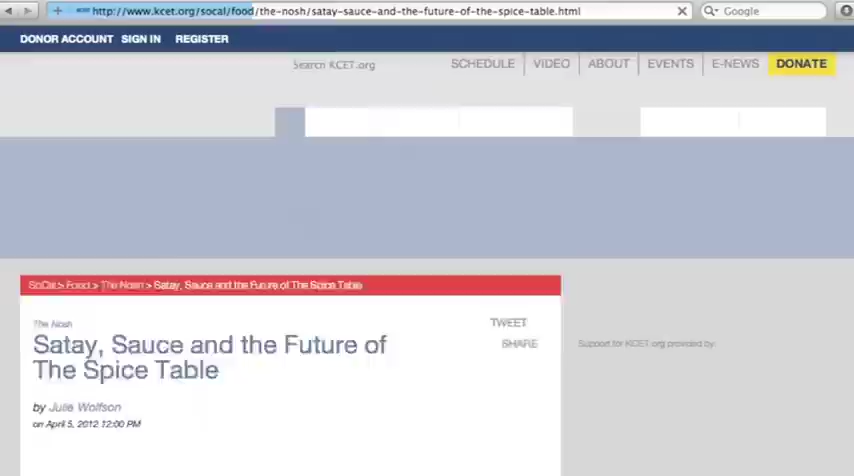 http://www.kcet.org/socal/food/the-nosh/satay-sauce-and-the-future-of-the-spice-table.html
Google
DONOR ACCOUNT SIGN IN REGISTER
Search KCET.org
SCHEDULE VIDEO ABOUT EVENTS E-NEWS DONATE
SoCal > Food > The Nosh > Satay, Sauce and the Future of The Spice Table
The Nosh
TWEET
Satay, Sauce and the Future of
The Spice Table
SHARE
Support for KCET.org provided by:
by Julie Wolfson
on April 5, 2012 12:00 PM